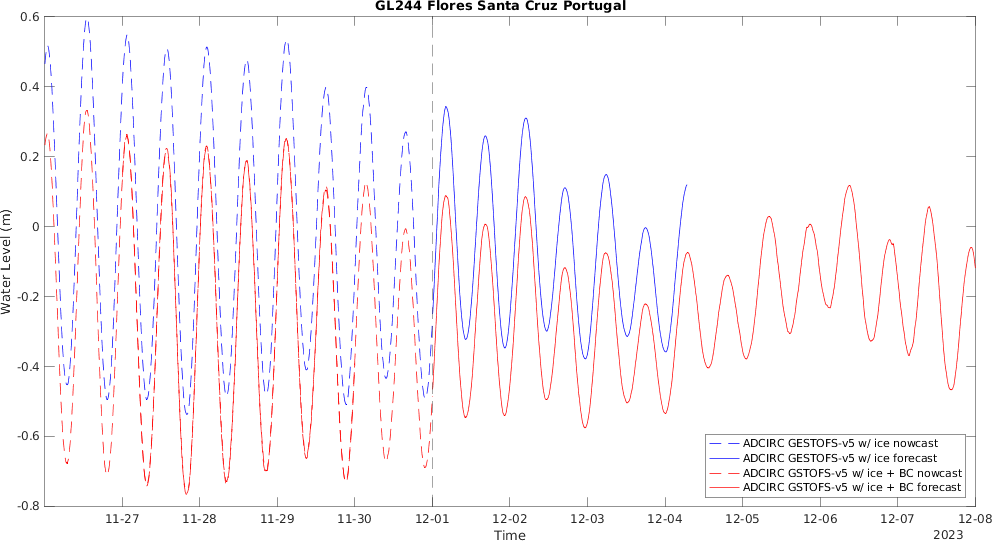 GL244 Flores Santa Cruz Portugal
0.6
0.4
0.2
0
-0.2
-0.4
-0.6
-0.8
Water Level (m)
ADCIRC GESTOFS-v5 w/ ice nowcast
ADCIRC GESTOFS-v5 w/ ice forecast
ADCIRC GSTOFS-v5 w/ ice + BC nowcast
ADCIRC GSTOFS-v5 w/ ice + BC forecast
11-27 11-28 11-29 11-30 12-01 12-02 12-03 12-04 12-05 12-06 12-07 12-08
Time
2023